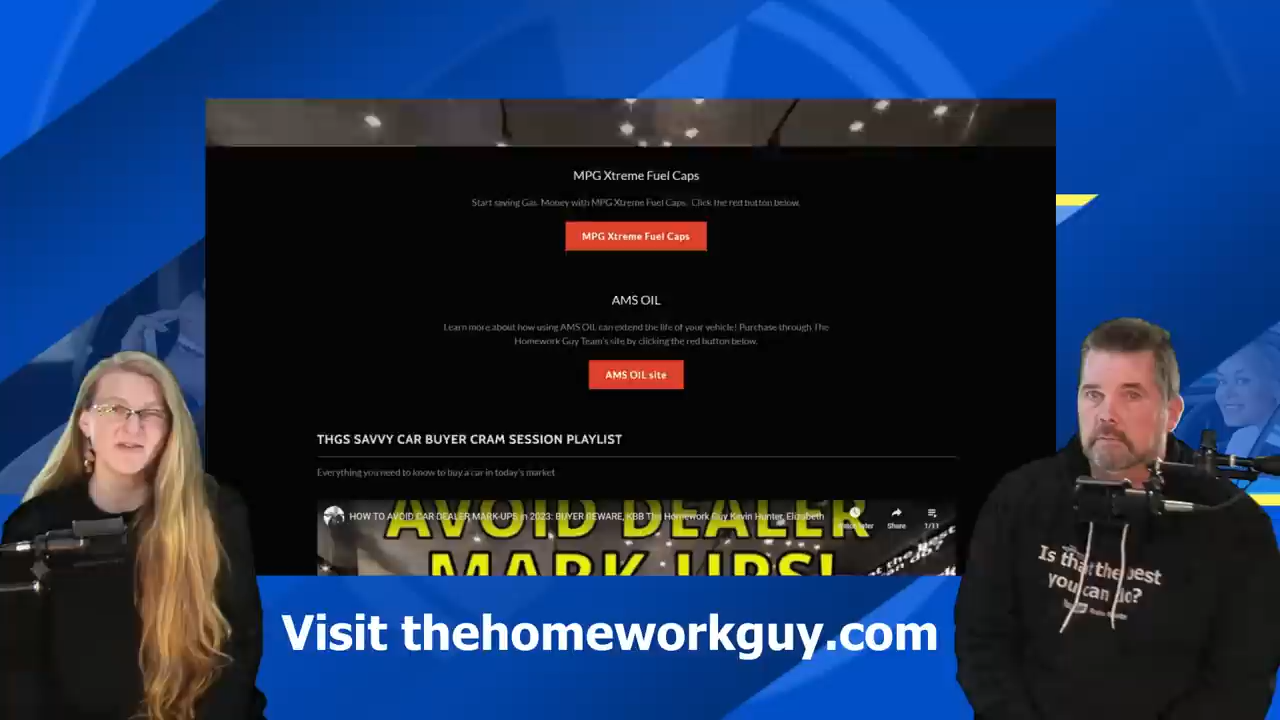 MPG Xtreme Fuel Caps
Start saving Gas Money with MPG Xtreme Fuel Caps. Click the red button below.
MPG Xtreme Fuel Caps
AMS OIL
Learn more about how using AMS OIL can extend the life of your vehicle! Purchase through The
Homework Guy Team's site by clicking the red button below.
AMS OIL site
THGS SAVVY CAR BUYER CRAM SESSION PLAYLIST
Everything you need to know to buy a car in today's market
AVOID DEALER
HOW TO AVOID CAR DEALER MARK-UPS in 2023: BUYER BEWARE, KBB The Homework Guy Kevin Hunter, Elizabeth
Share
1/11
MARK UPS!
Is that the best
you can do?
Visit thehomeworkguy.com